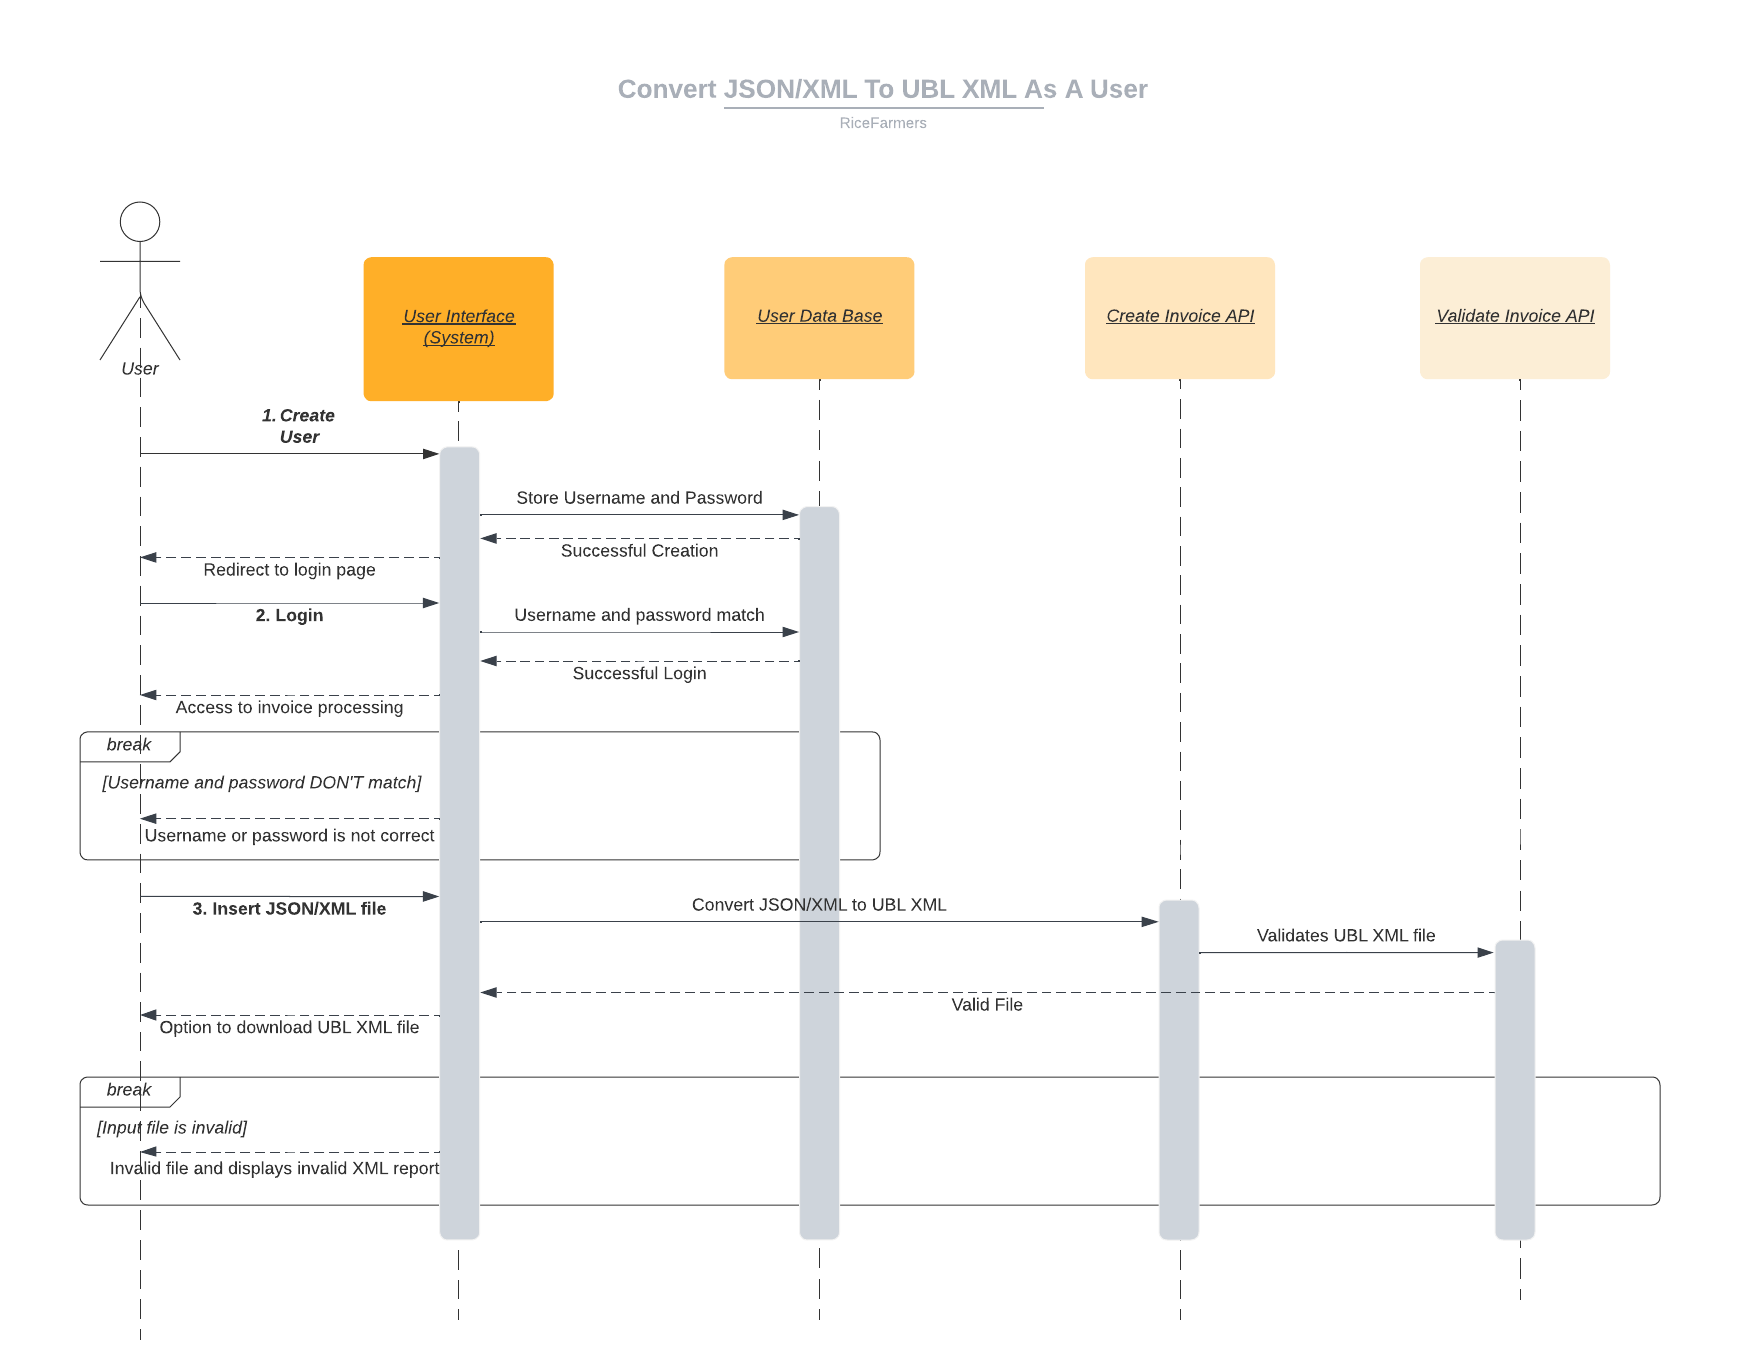 Convert JSON/XML To UBL XML As A User
RiceFarmers
User
User Interface
(System)
User Data Base
Create Invoice API
Validate Invoice API
1. Create
User
Store Username and Password
Successful Creation
Redirect to login page
2. Login
Username and password match
Successful Login
Access to invoice processing
break
[Username and password DON'T match]
Username or password is not correct
3. Insert JSON/XML file
Convert JSON/XML to UBL XML
Validates UBL XML file
Valid File
Option to download UBL XML file
break
[Input file is invalid]
Invalid file and displays invalid XML report